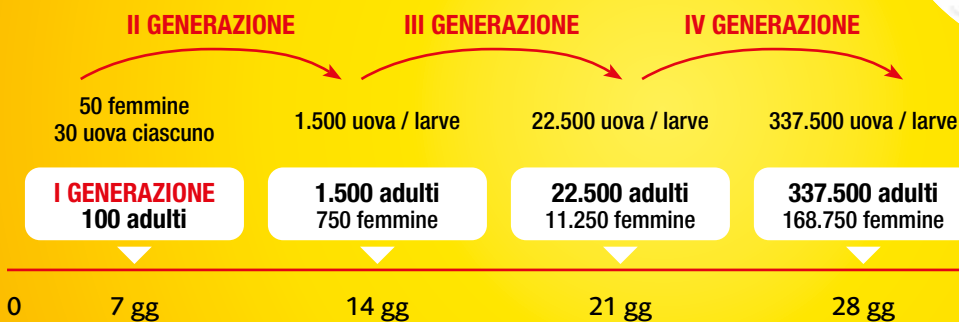 II GENERAZIONE
III GENERAZIONE
IV GENERAZIONE
50 femmine
30 uova ciascuno
1.500 uova / larve
22.500 uova / larve
337.500 uova / larve
I GENERAZIONE
100 adulti
1.500 adulti
750 femmine
22.500 adulti
11.250 femmine
337.500 adulti
168.750 femmine
0
7 gg
14 gg
21 gg
28 gg